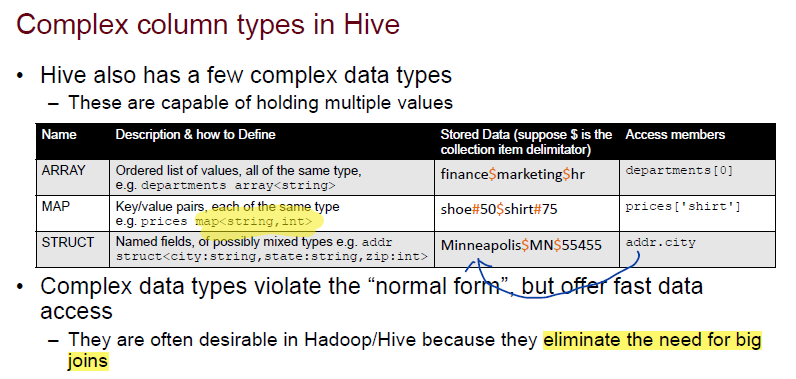 Complex column types in Hive
• Hive also has a few complex data types
– These are capable of holding multiple values
Name Description & how to Define Stored Data (suppose $ is the Access members
collection item delimitator)
ARRAY Ordered list of values, all of the same type, finance$marketing$hr departments[0]
e.g. departments array<string>
MAP Key/value pairs, each of the same type shoe#50$shirt#75 prices['shirt']
e.g. prices map<string,int>
STRUCT Named fields, of possibly mixed types e.g. addr Minneapolis$MN$55455 addr.city
struct<city:string,state:string,zip:int>
• Complex data types violate the “normal form”, but offer fast data
access
– They are often desirable in Hadoop/Hive because they eliminate the need for big
joins